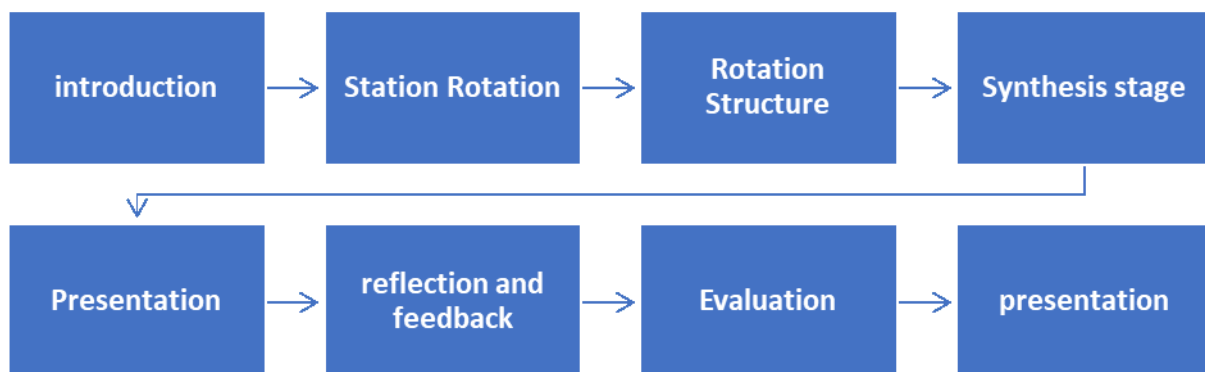 introduction
Station Rotation
Rotation
Structure
Synthesis stage
Presentation
reflection and
feedback
Evaluation
presentation